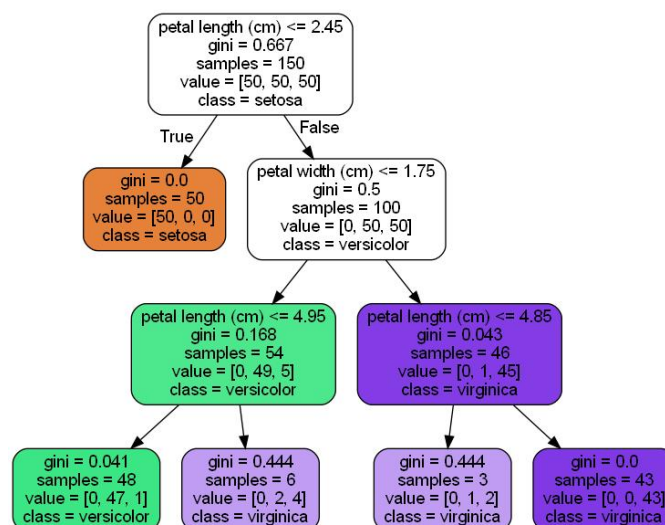 petal length (cm) <= 2.45
gini = 0.667
samples = 150
value = [50, 50, 50]
class = setosa
True
False
gini = 0.0
samples = 50
value = [50, 0, 0]
class = setosa
petal width (cm) <= 1.75
gini = 0.5
samples = 100
value = [0, 50, 50]
class = versicolor
petal length (cm) <= 4.95
gini = 0.168
samples = 54
value = [0, 49, 5]
class = versicolor
petal length (cm) <= 4.85
gini = 0.043
samples = 46
value = [0, 1, 45]
class = virginica
gini = 0.041
samples = 48
value = [0, 47, 1]
class = versicolor
gini = 0.444
samples = 6
value = [0, 2, 4]
class = virginica
gini = 0.444
samples = 3
value = [0, 1, 2]
class = virginica
gini = 0.0
samples = 43
value = [0, 0, 43]
class = virginica